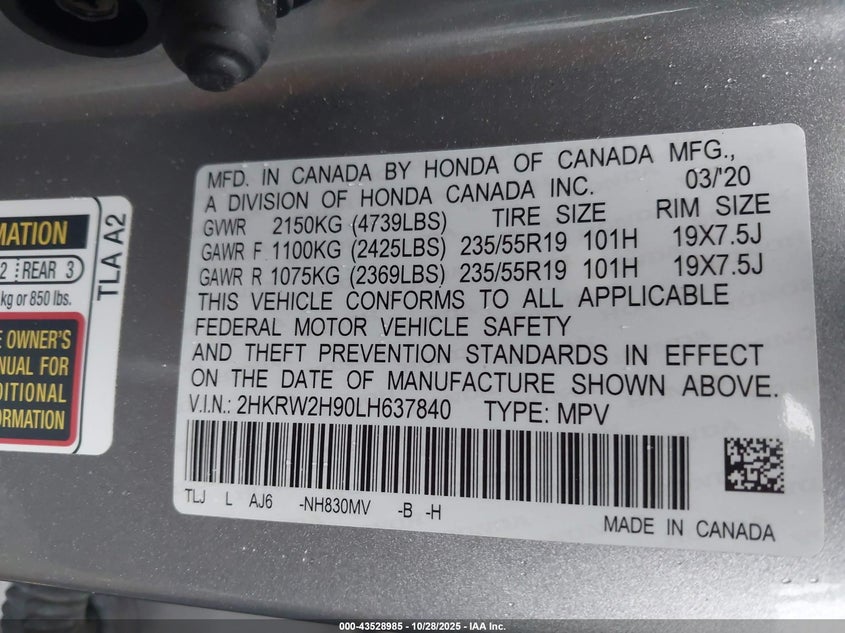 MFD. IN CANADA BY HONDA OF CANADA MFG.,
A DIVISION OF HONDA CANADA INC. 03/'20
GVWR 2150KG (4739LBS) TIRE SIZE RIM SIZE
GAWR F 1100KG (2425LBS) 235/55R19 101H 19X7.5J
GAWR R 1075KG (2369LBS) 235/55R19 101H 19X7.5J
THIS VEHICLE CONFORMS TO ALL APPLICABLE
FEDERAL MOTOR VEHICLE SAFETY
AND THEFT PREVENTION STANDARDS IN EFFECT
ON THE DATE OF MANUFACTURE SHOWN ABOVE.
V.I.N.: 2HKRW2H90LH637840 TYPE: MPV
TLJ L AJ6 -NH830MV -B -H
MADE IN CANADA
MATION
2 REAR 3
kg or 850 lbs.
E OWNER'S
NUAL FOR
DITIONAL
ORMATION
TLA A2
000-43528985 - 10/28/2025 - IAA Inc.